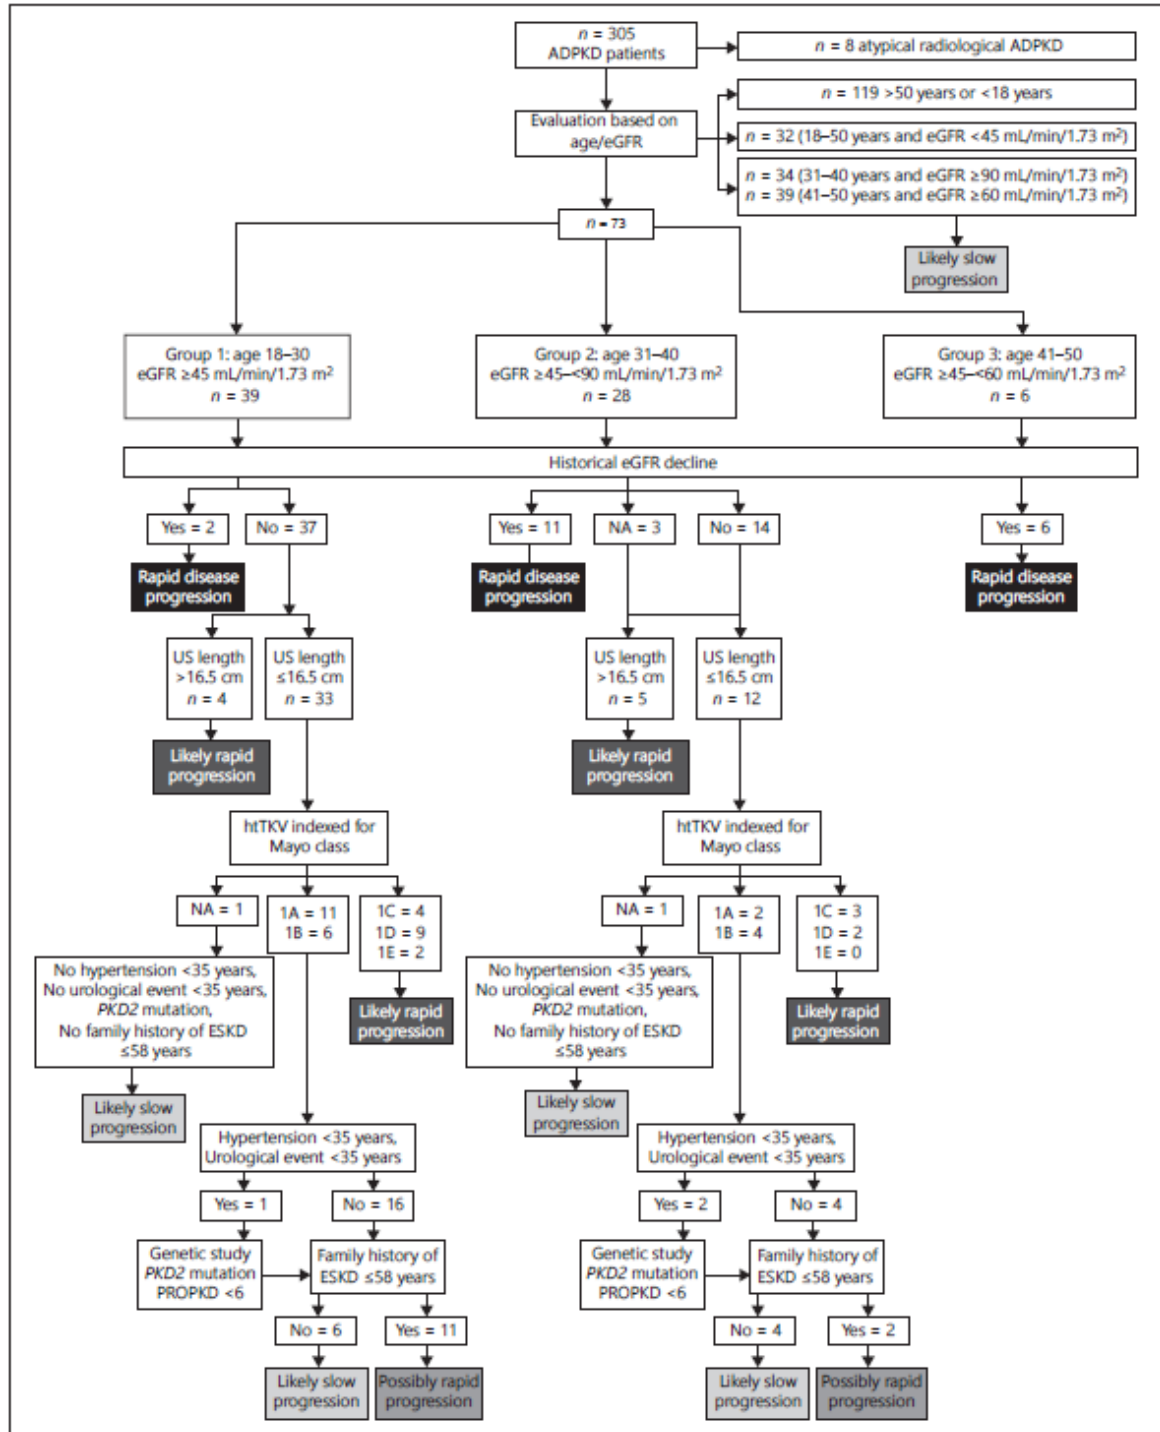 n = 305
ADPKD patients
n = 8 atypical radiological ADPKD
n = 119 >50 years or <18 years
Evaluation based on
age/eGFR
n = 32 (18–50 years and eGFR <45 mL/min/1.73 m²)
n = 34 (31–40 years and eGFR ≥90 mL/min/1.73 m²)
n = 39 (41–50 years and eGFR ≥60 mL/min/1.73 m²)
n = 73
Likely slow
progression
Group 1: age 18–30
eGFR ≥45 mL/min/1.73 m²
n = 39
Group 2: age 31–40
eGFR ≥45–<90 mL/min/1.73 m²
n = 28
Group 3: age 41–50
eGFR ≥45–<60 mL/min/1.73 m²
n = 6
Historical eGFR decline
Yes = 2
No = 37
Yes = 11
NA = 3
No = 14
Yes = 6
Rapid disease
progression
Rapid disease
progression
Rapid disease
progression
US length
>16.5 cm
n = 4
US length
≤16.5 cm
n = 33
US length
>16.5 cm
n = 5
US length
≤16.5 cm
n = 12
Likely rapid
progression
Likely rapid
progression
htTKV indexed for
Mayo class
htTKV indexed for
Mayo class
NA = 1
1A = 11
1B = 6
1C = 4
1D = 9
1E = 2
NA = 1
1A = 2
1B = 4
1C = 3
1D = 2
1E = 0
No hypertension <35 years,
No urological event <35 years,
PKD2 mutation,
No family history of ESKD
≤58 years
Likely rapid
progression
No hypertension <35 years,
No urological event <35 years,
PKD2 mutation,
No family history of ESKD
≤58 years
Likely rapid
progression
Likely slow
progression
Likely slow
progression
Hypertension <35 years,
Urological event <35 years
Hypertension <35 years,
Urological event <35 years
Yes = 1
No = 16
Yes = 2
No = 4
Genetic study
PKD2 mutation
PROPKD <6
Family history of
ESKD ≤58 years
Genetic study
PKD2 mutation
PROPKD <6
Family history of
ESKD ≤58 years
No = 6
Yes = 11
No = 4
Yes = 2
Likely slow
progression
Possibly rapid
progression
Likely slow
progression
Possibly rapid
progression